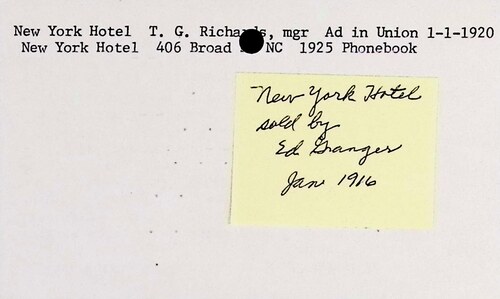 New York Hotel T. G. Richards, mgr Ad in Union 1-1-1920
New York Hotel 406 Broad NC 1925 Phonebook
New York Hotel
sold by
Ed Granger
Jan 1916